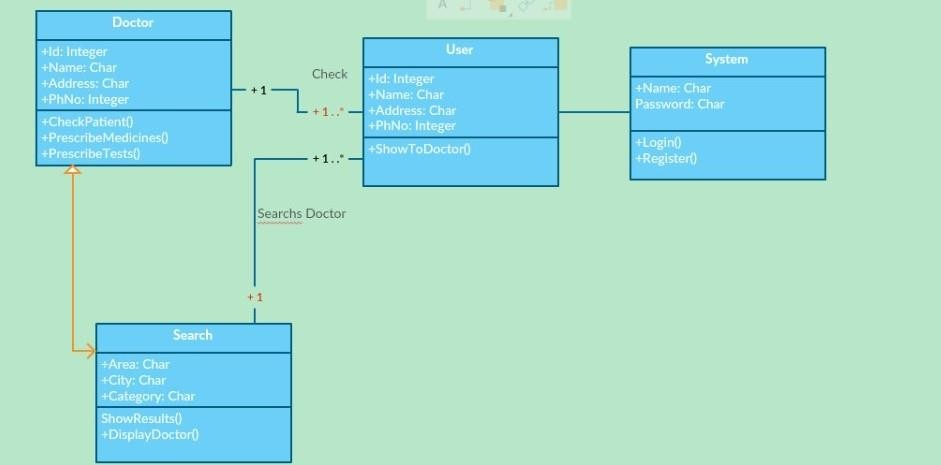 A
Doctor
+Id: Integer
+Name: Char
+Address: Char
+PhNo: Integer
+CheckPatient()
+PrescribeMedicines()
+PrescribeTests()
+1
Check
+1..*
User
+Id: Integer
+Name: Char
+Address: Char
+PhNo: Integer
+ShowToDoctor()
System
+Name: Char
Password: Char
+Login()
+Register()
+1..*
Searchs Doctor
+1
Search
+Area: Char
+City: Char
+Category: Char
ShowResults()
+DisplayDoctor()